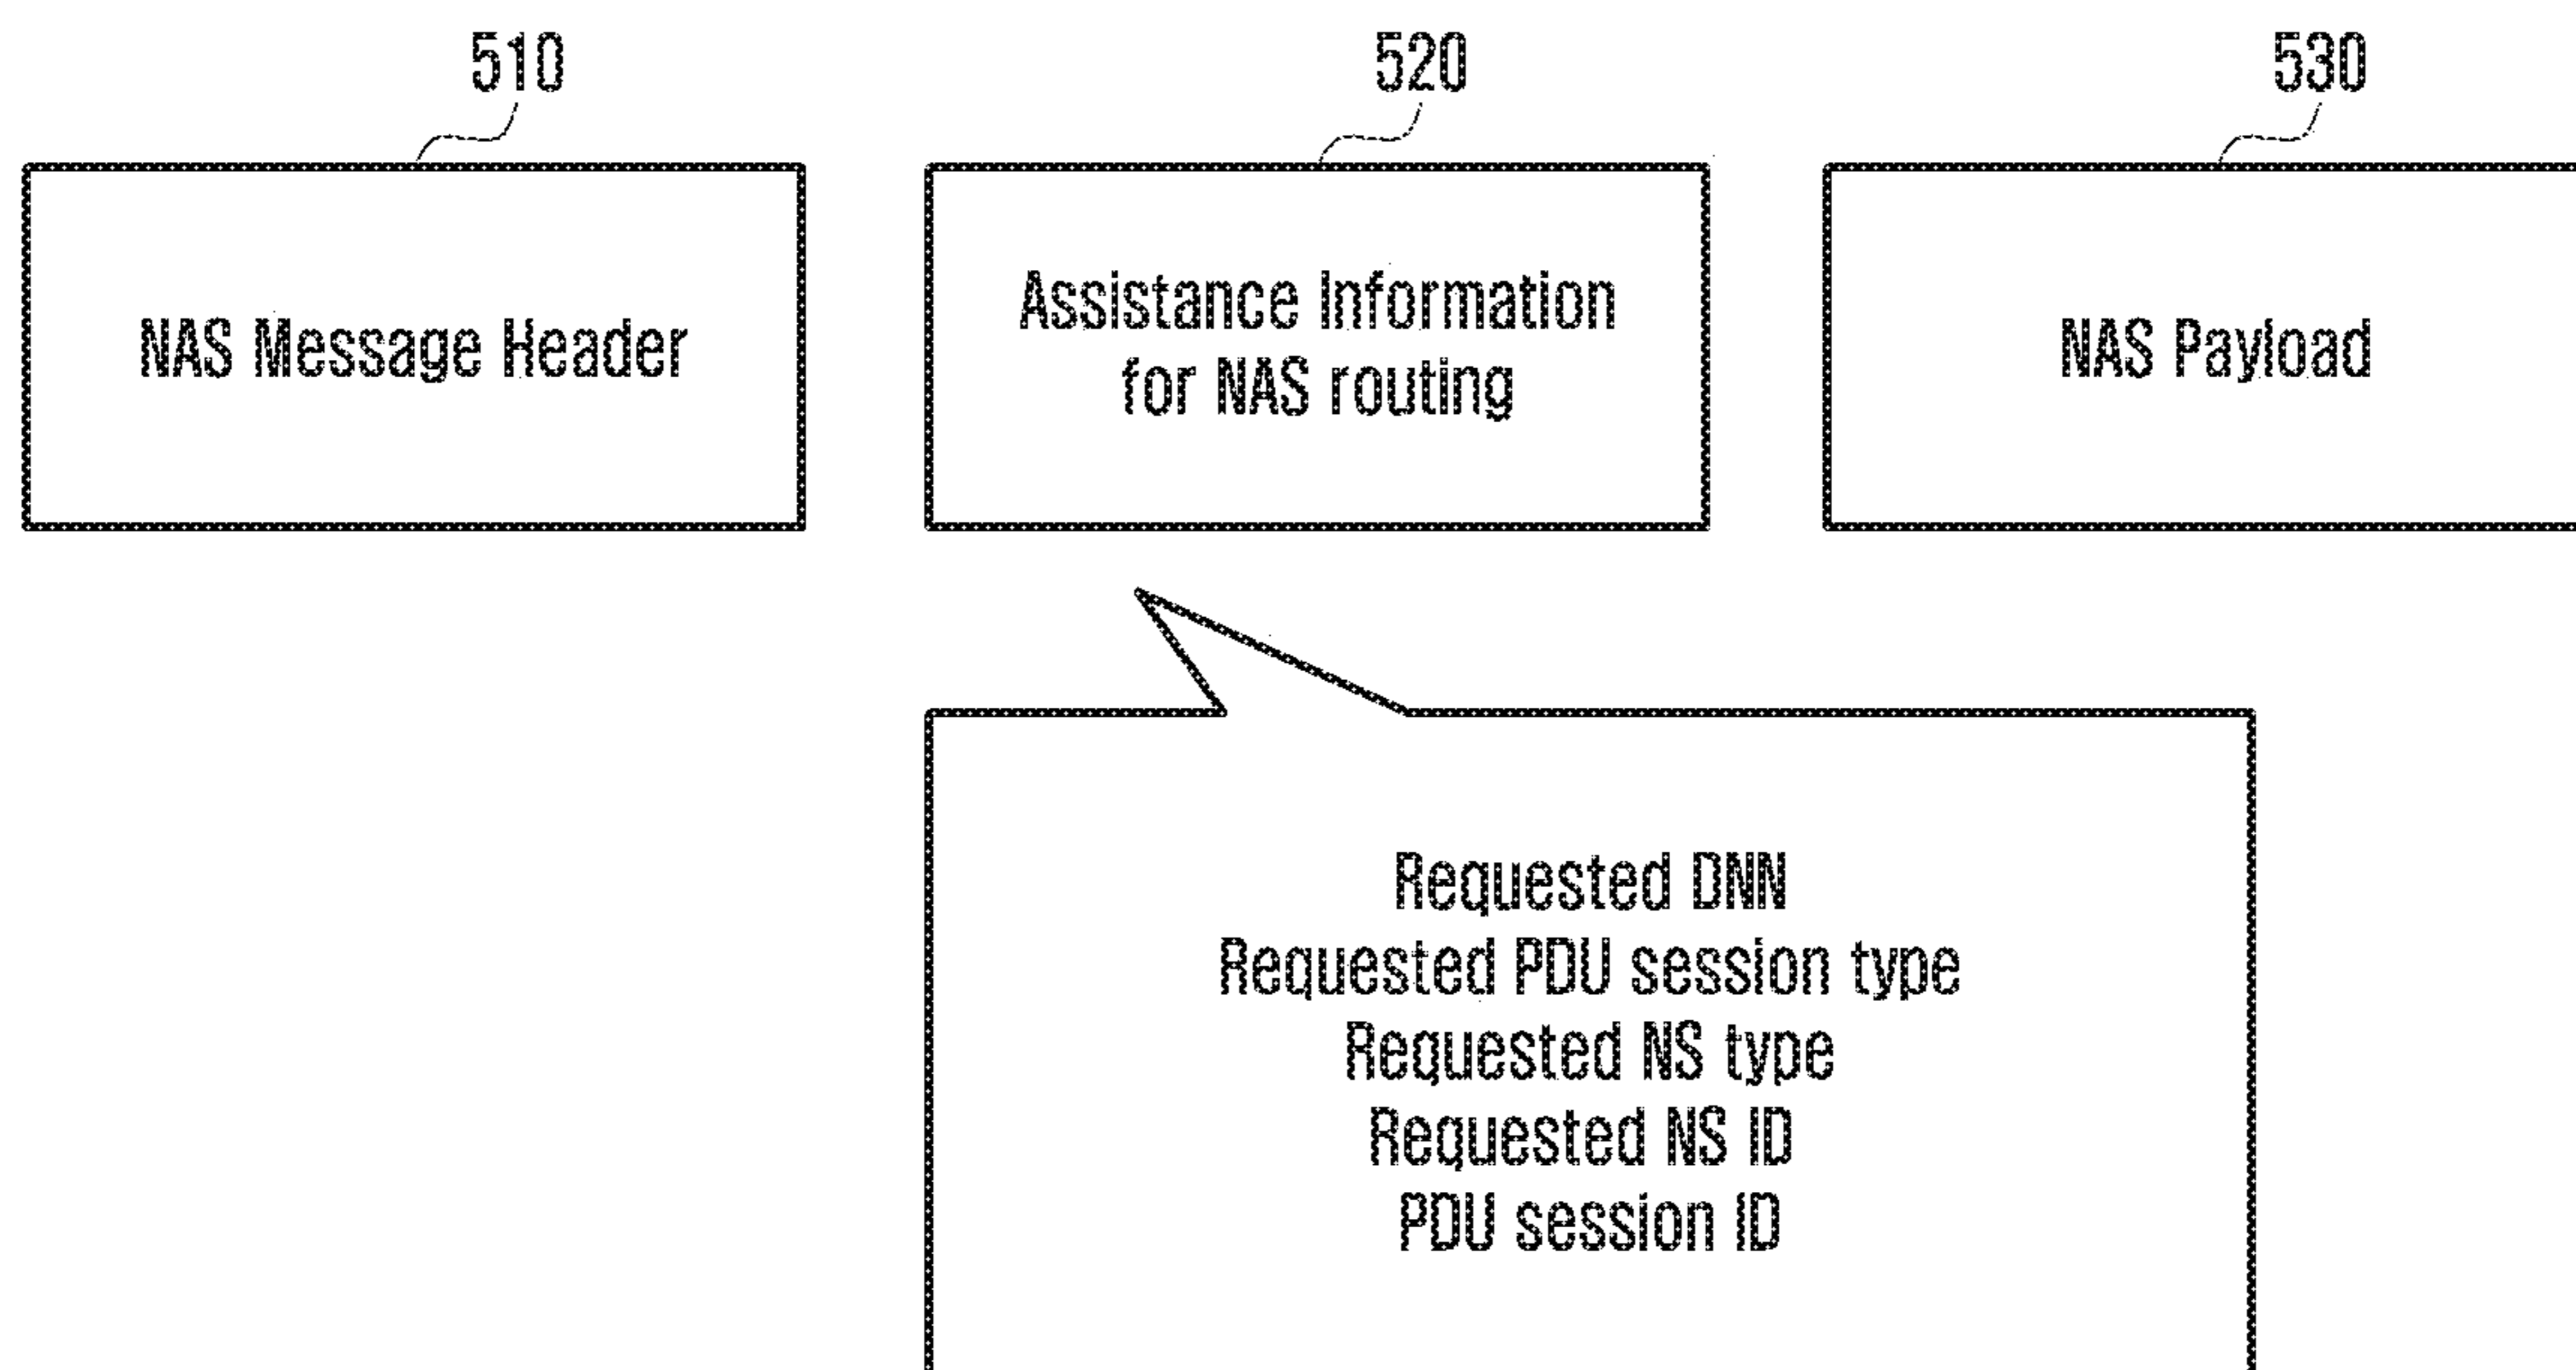 510
520
530
NAS Message Header
Assistance Information
for NAS routing
NAS Payload
Requested DNN
Requested PDU session type
Requested NS type
Requested NS ID
PDU session ID